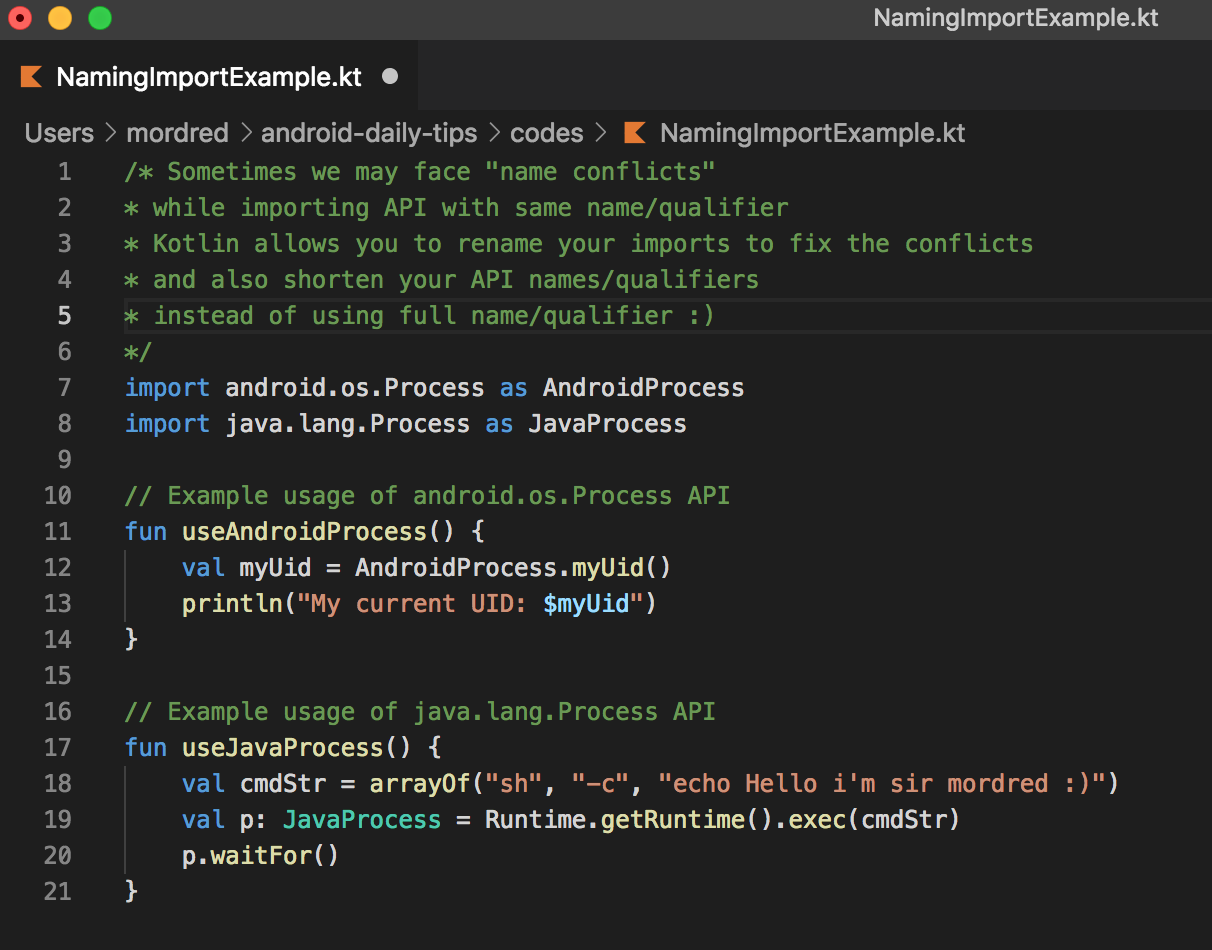 NamingImportExample.kt
NamingImportExample.kt
Users > mordred > android-daily-tips > codes > NamingImportExample.kt
1 /* Sometimes we may face "name conflicts"
2 * while importing API with same name/qualifier
3 * Kotlin allows you to rename your imports to fix the conflicts
4 * and also shorten your API names/qualifiers
5 * instead of using full name/qualifier :)
6 */
7 import android.os.Process as AndroidProcess
8 import java.lang.Process as JavaProcess
9
10 // Example usage of android.os.Process API
11 fun useAndroidProcess() {
12     val myUid = AndroidProcess.myUid()
13     println("My current UID: $myUid")
14 }
15
16 // Example usage of java.lang.Process API
17 fun useJavaProcess() {
18     val cmdStr = arrayOf("sh", "-c", "echo Hello i'm sir mordred :)")
19     val p: JavaProcess = Runtime.getRuntime().exec(cmdStr)
20     p.waitFor()
21 }